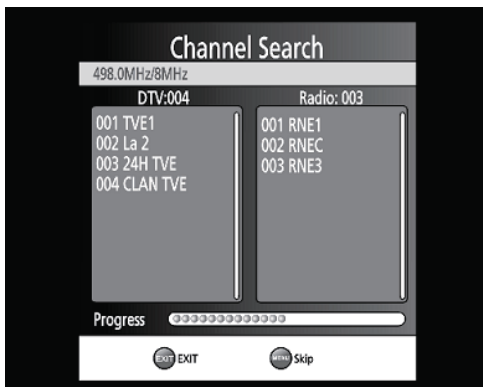 Channel Search
498.0MHz/8MHz
DTV:004
001 TVE1
002 La 2
003 24H TVE
004 CLAN TVE
Radio: 003
001 RNE1
002 RNEC
003 RNE3
Progress
EXIT EXIT
MENU Skip